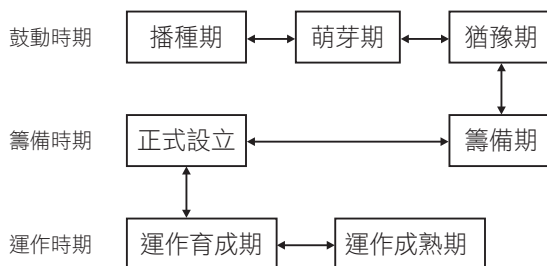 鼓動時期 播種期 萌芽期 猶豫期
籌備時期 正式設立 籌備期
運作時期 運作育成期 運作成熟期